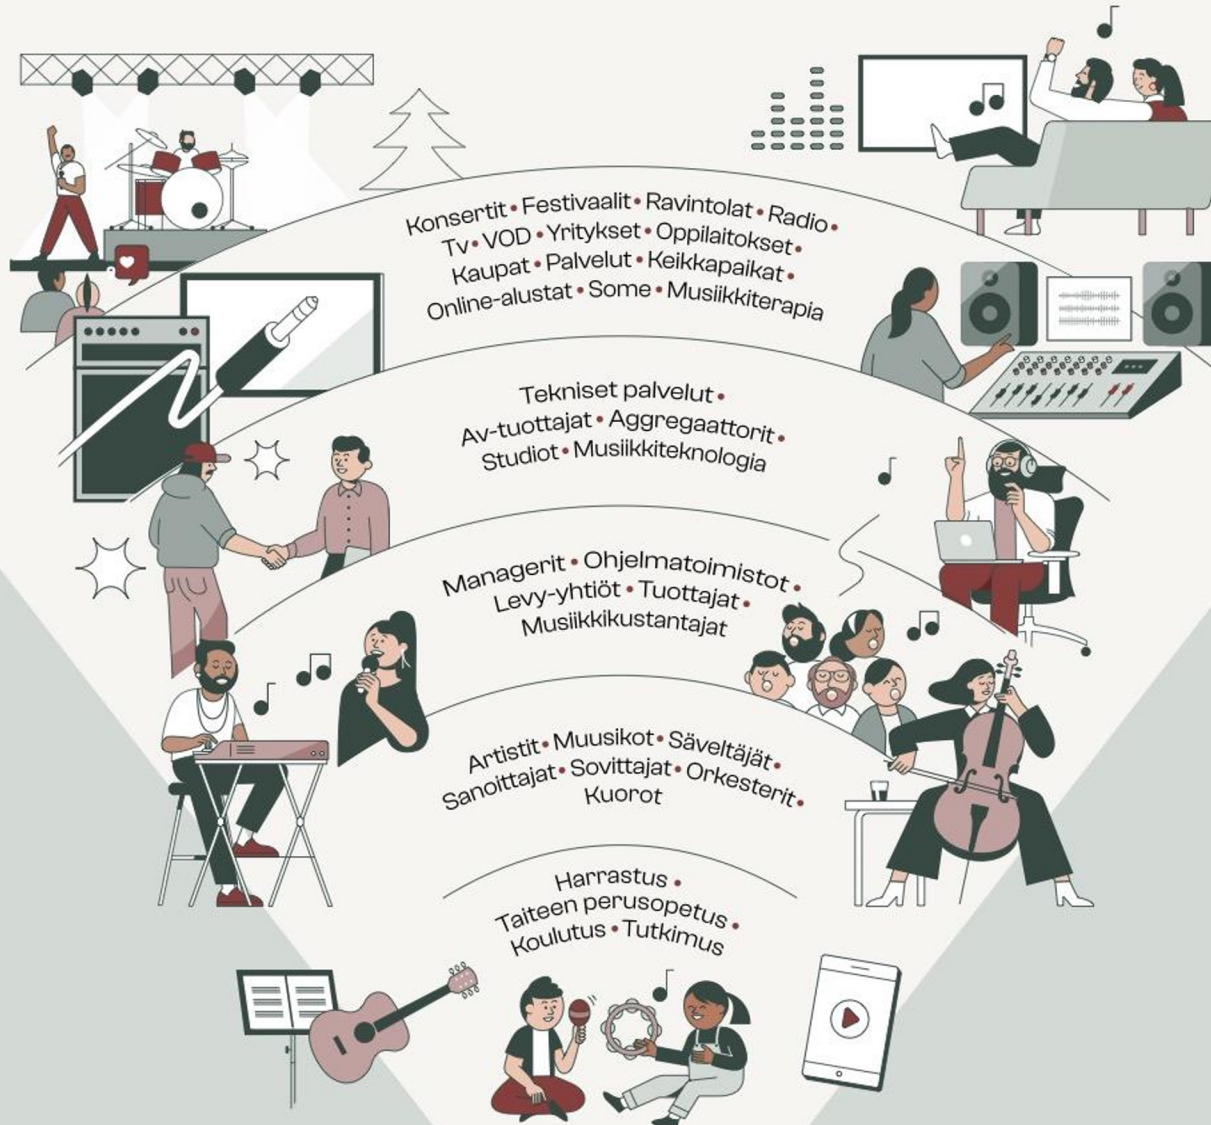 Konsertit • Festivaalit • Ravintolat • Radio •
Tv • VOD • Yritykset • Oppilaitokset •
Kaupat • Palvelut • Keikkapaikat •
Online-alustat • Some • Musiikkiterapia
Tekniset palvelut •
Av-tuottajat • Aggregaattorit •
Studiot • Musiikkiteknologia
Managerit • Ohjelmatoimistot •
Levy-yhtiöt • Tuottajat •
Musiikkikustantajat
Artistit • Muusikot • Säveltäjät •
Sanoittajat • Sovittajat • Orkesterit •
Kuorot
Harrastus •
Taiteen perusopetus •
Koulutus • Tutkimus